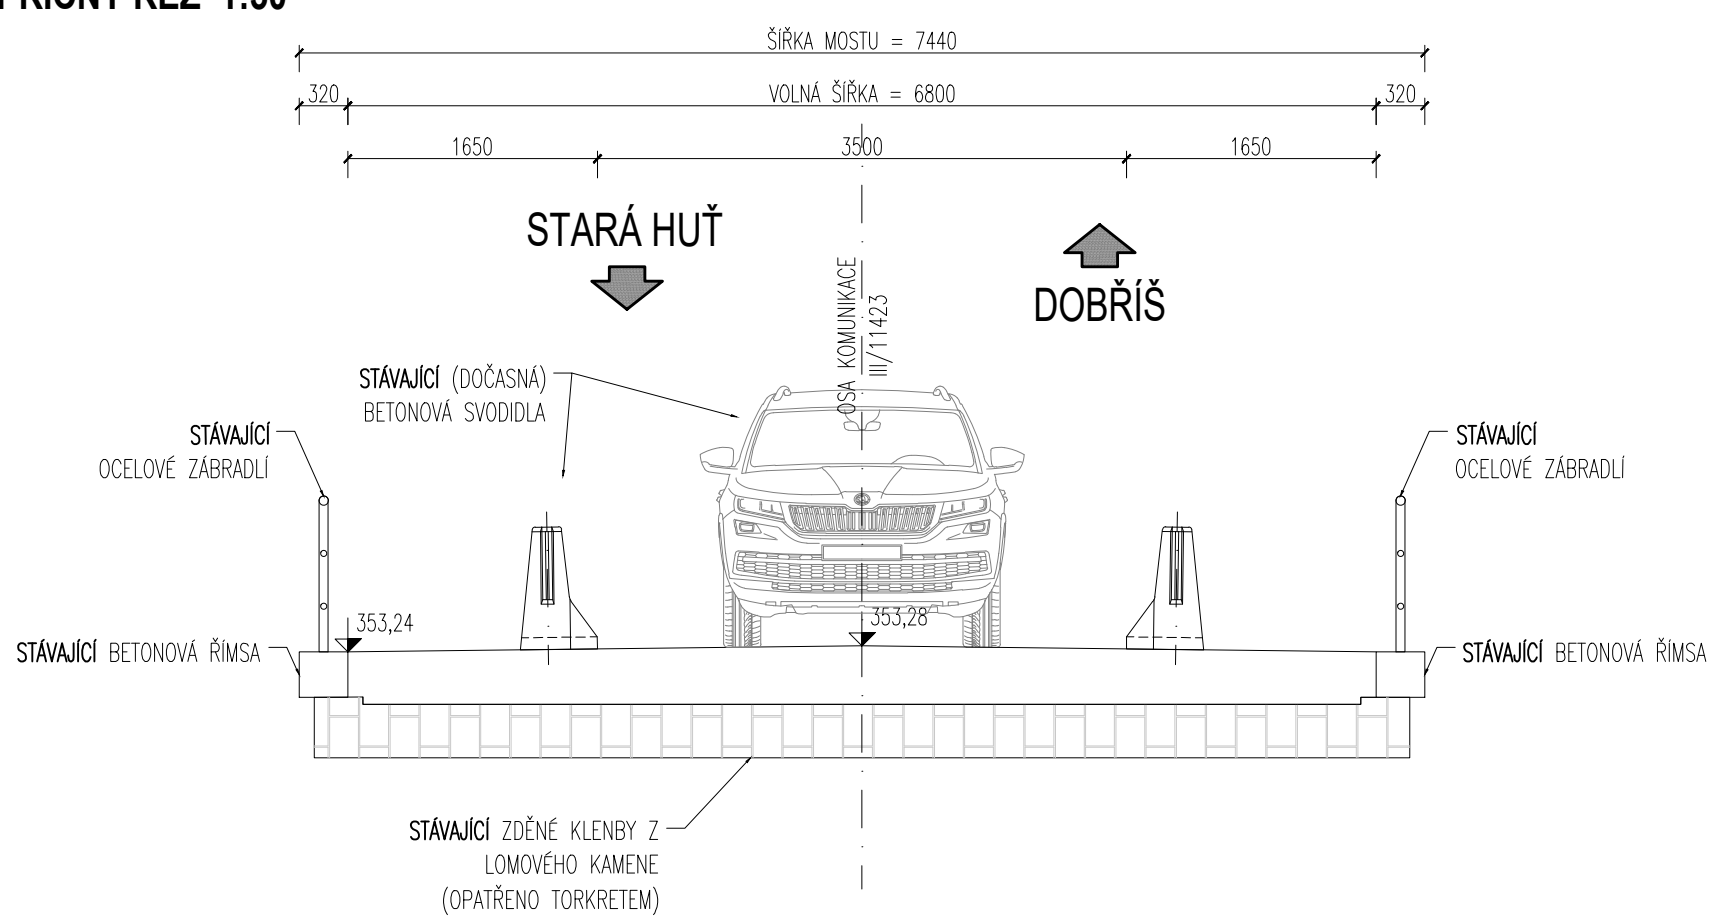 ŠÍŘKA MOSTU = 7440
320
VOLNÁ ŠÍŘKA = 6800
320
1650
3500
1650
STARÁ HUŤ
DOBŘÍŠ
OSA KOMUNIKACE
III/11423
STÁVAJÍCÍ (DOČASNÁ)
BETONOVÁ SVODIDLA
STÁVAJÍCÍ
OCELOVÉ ZÁBRADLÍ
STÁVAJÍCÍ
OCELOVÉ ZÁBRADLÍ
353,24
353,28
STÁVAJÍCÍ BETONOVÁ ŘÍMSA
STÁVAJÍCÍ BETONOVÁ ŘÍMSA
STÁVAJÍCÍ ZDĚNÉ KLENBY Z
LOMOVÉHO KAMENE
(OPATŘENO TORKRETEM)